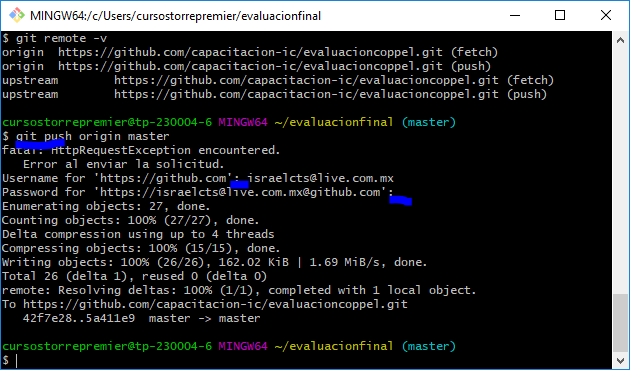 MINGW64:/c/Users/cursostorrepremier/evaluacionfinal
$ git remote -v
origin  https://github.com/capacitacion-ic/evaluacioncoppel.git (fetch)
origin  https://github.com/capacitacion-ic/evaluacioncoppel.git (push)
upstream        https://github.com/capacitacion-ic/evaluacioncoppel.git (fetch)
upstream        https://github.com/capacitacion-ic/evaluacioncoppel.git (push)
cursostorrepremier@tp-230004-6 MINGW64 ~/evaluacionfinal (master)
$ git push origin master
fatal: HttpRequestException encountered.
   Error al enviar la solicitud.
Username for 'https://github.com': israelcts@live.com.mx
Password for 'https://israelcts@live.com.mx@github.com':
Enumerating objects: 27, done.
Counting objects: 100% (27/27), done.
Delta compression using up to 4 threads
Compressing objects: 100% (15/15), done.
Writing objects: 100% (26/26), 162.02 KiB | 1.69 MiB/s, done.
Total 26 (delta 1), reused 0 (delta 0)
remote: Resolving deltas: 100% (1/1), completed with 1 local object.
To https://github.com/capacitacion-ic/evaluacioncoppel.git
   42f7e28..5a411e9  master -> master
cursostorrepremier@tp-230004-6 MINGW64 ~/evaluacionfinal (master)
$